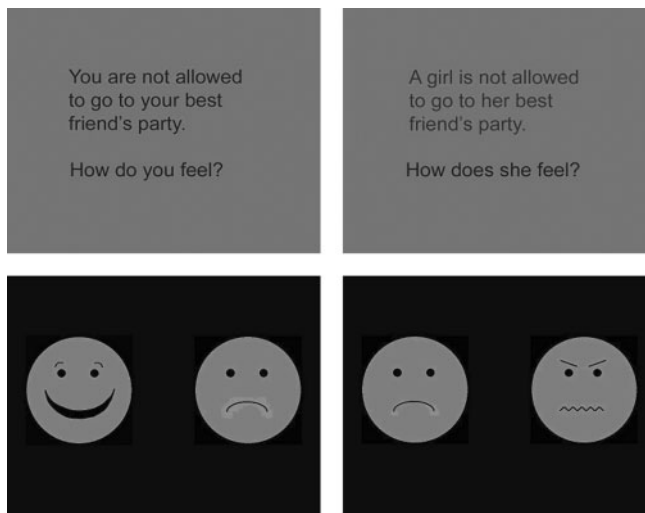 You are not allowed
to go to your best
friend's party.
How do you feel?
A girl is not allowed
to go to her best
friend's party.
How does she feel?